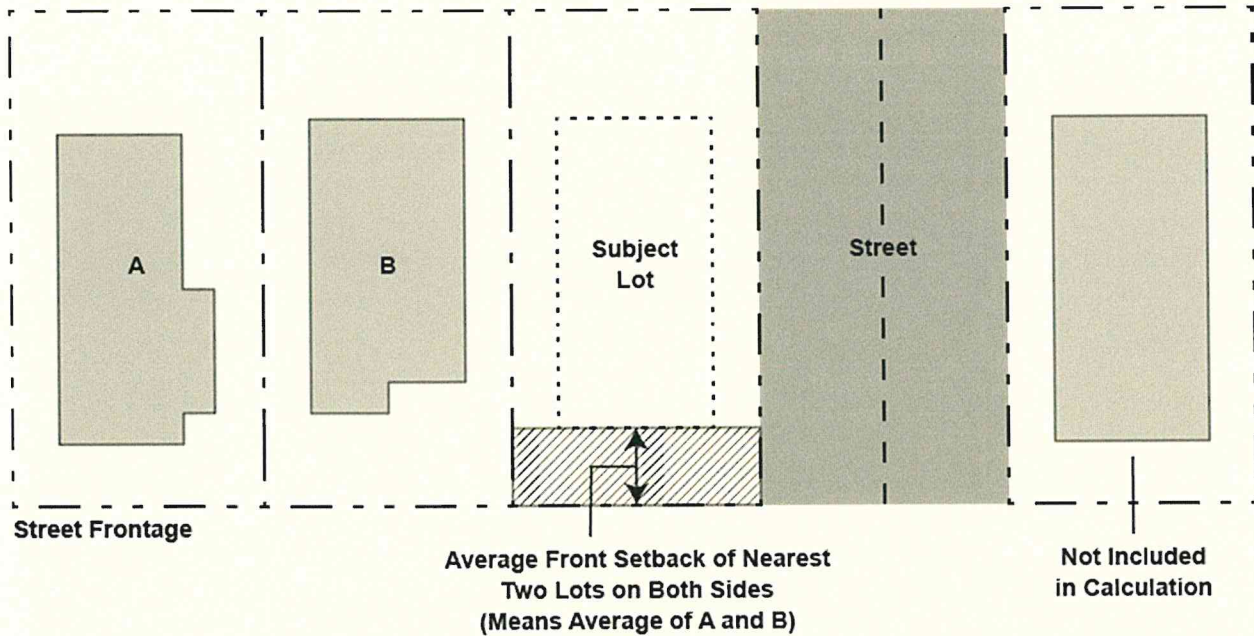 A
B
Subject
Lot
Street
Street Frontage
Average Front Setback of Nearest
Two Lots on Both Sides
(Means Average of A and B)
Not Included
in Calculation